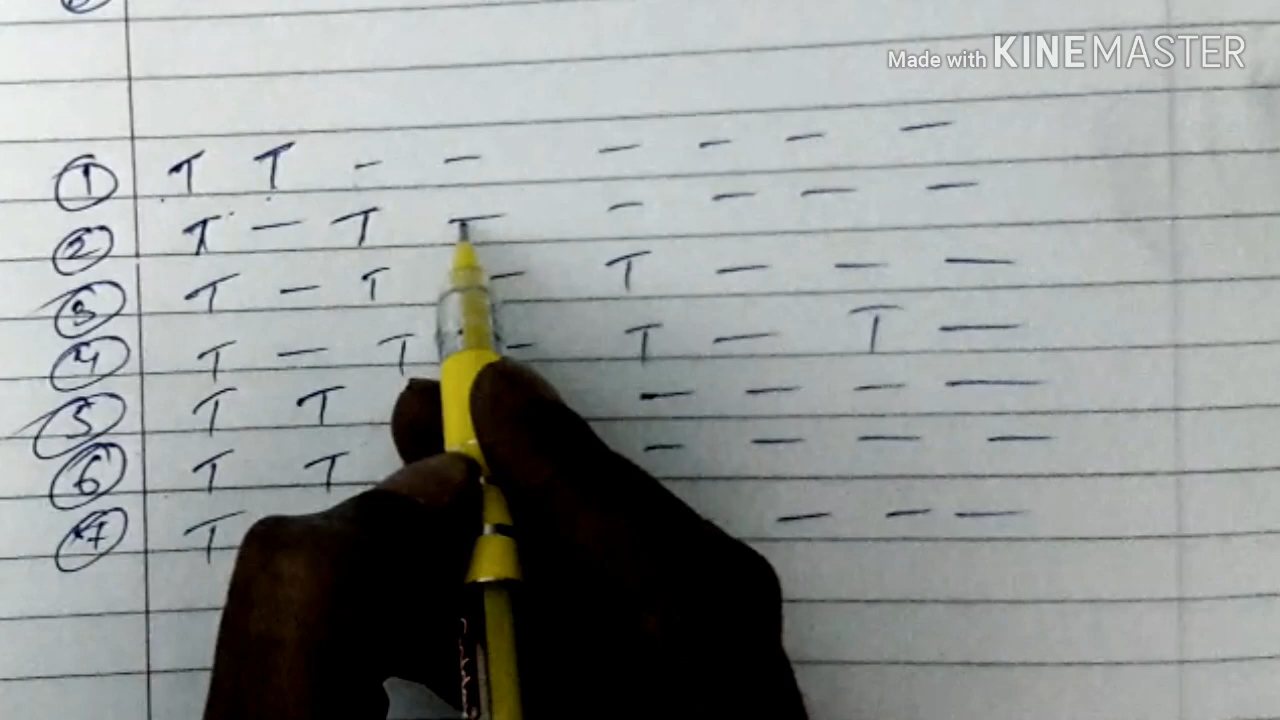 Made with KINEMASTER
① T T - - - - - -
② T - T - - - - -
③ T - T - T - - -
④ T - T - T - T -
⑤ T T - - - -
⑥ T T - - - -
⑦ T - - -